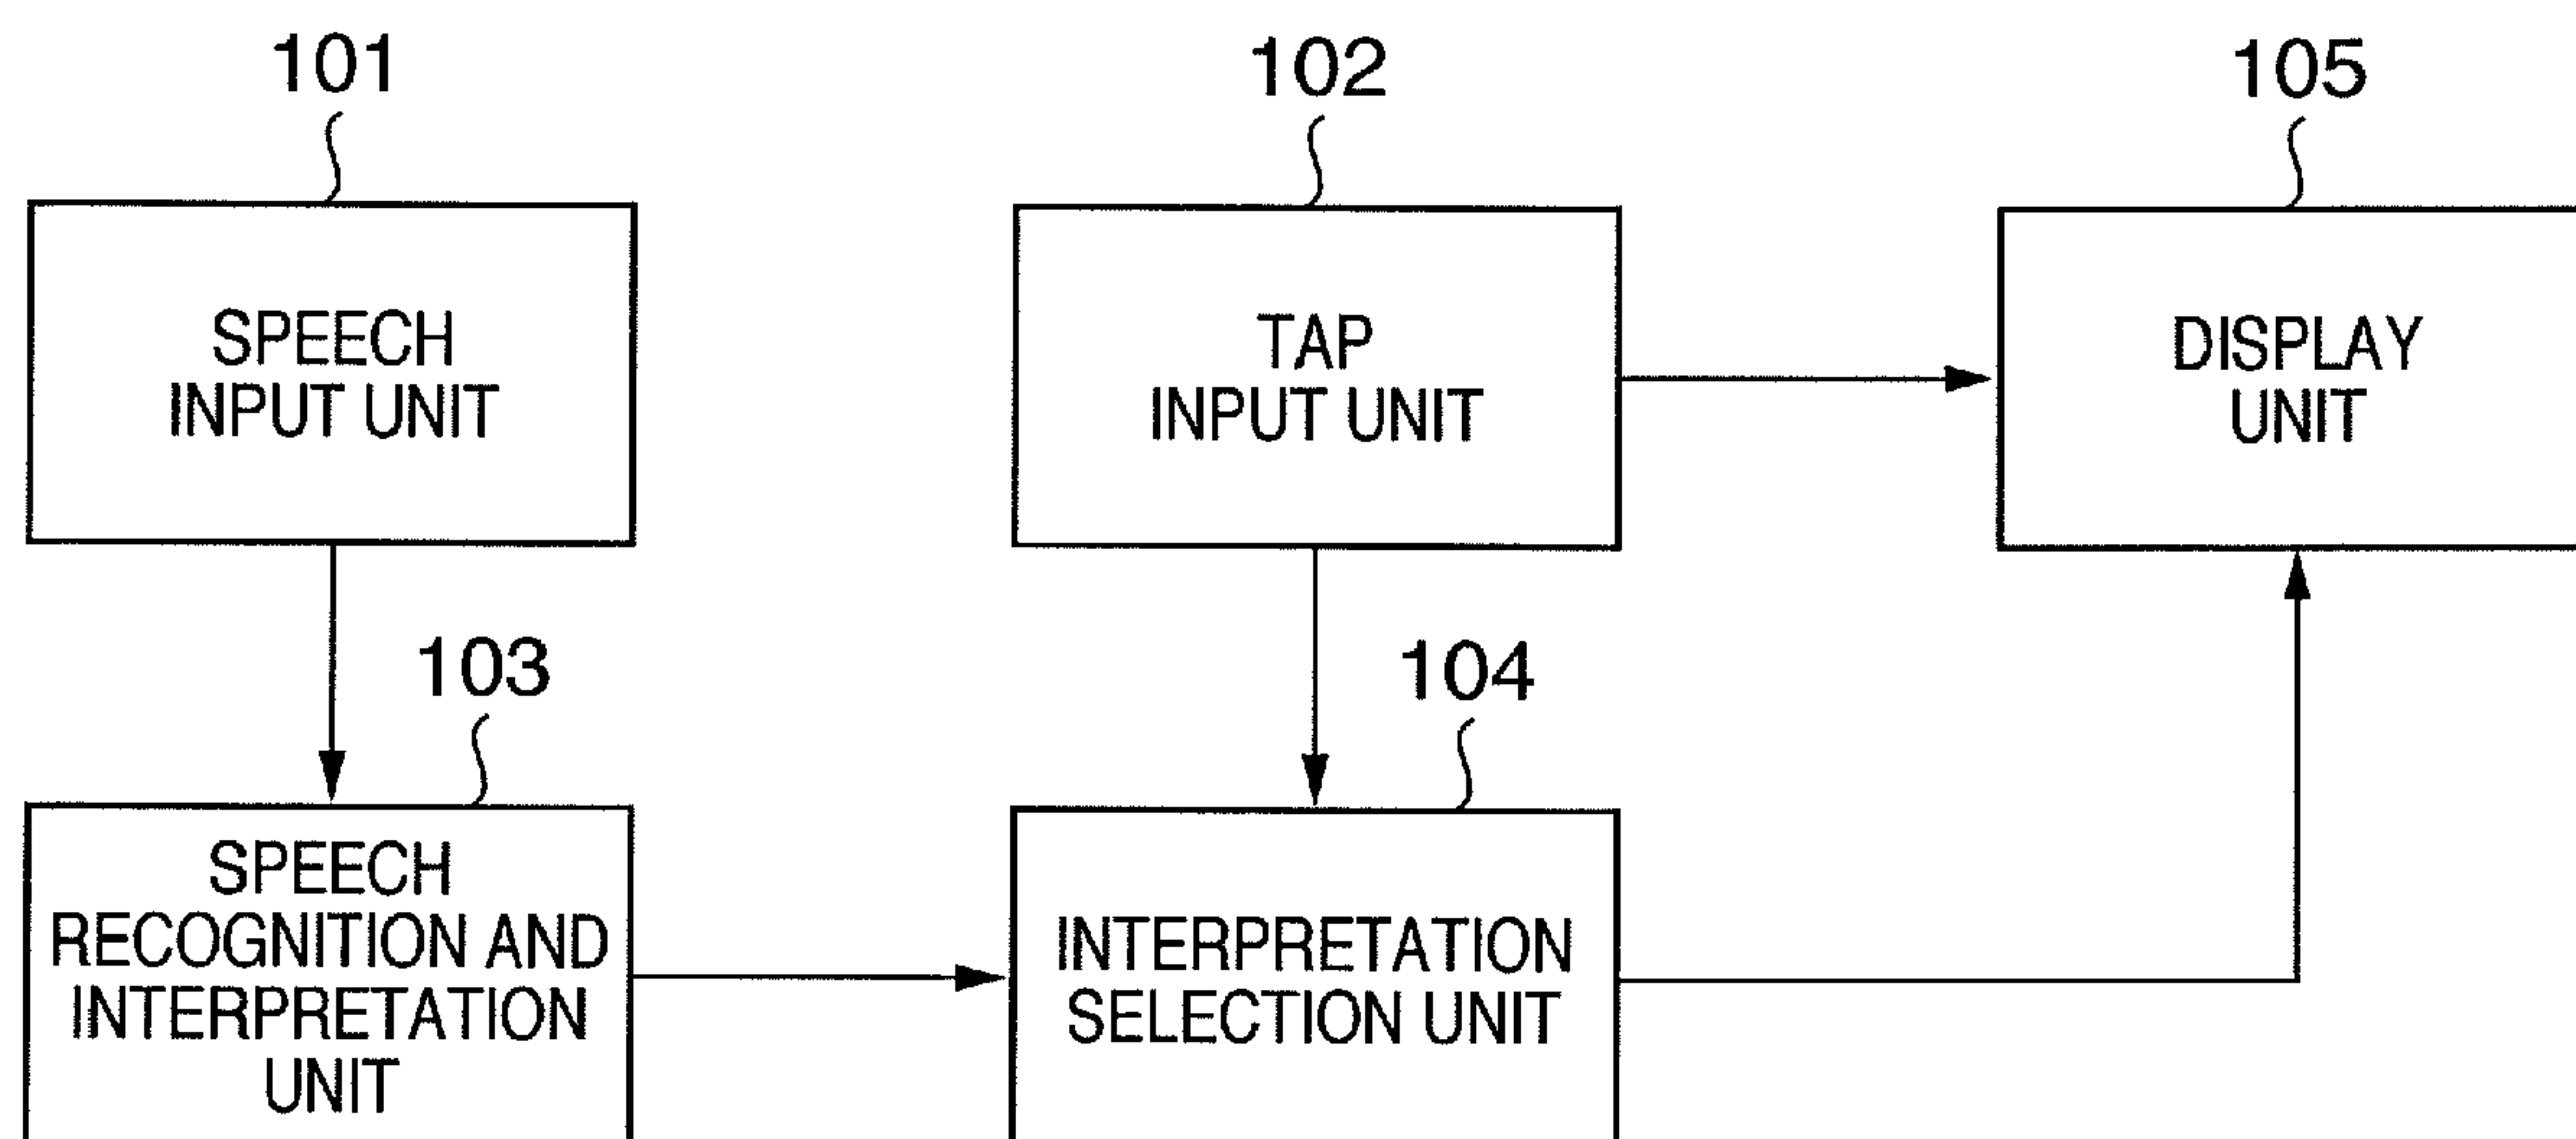 101
102
105
SPEECH
INPUT UNIT
TAP
INPUT UNIT
DISPLAY
UNIT
103
104
SPEECH
RECOGNITION AND
INTERPRETATION
UNIT
INTERPRETATION
SELECTION UNIT